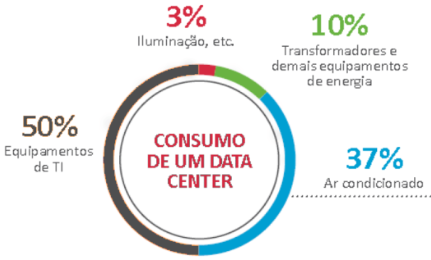 3%
Iluminação, etc.
10%
Transformadores e
demais equipamentos
de energia
50%
Equipamentos
de TI
CONSUMO
DE UM DATA
CENTER
37%
Ar condicionado